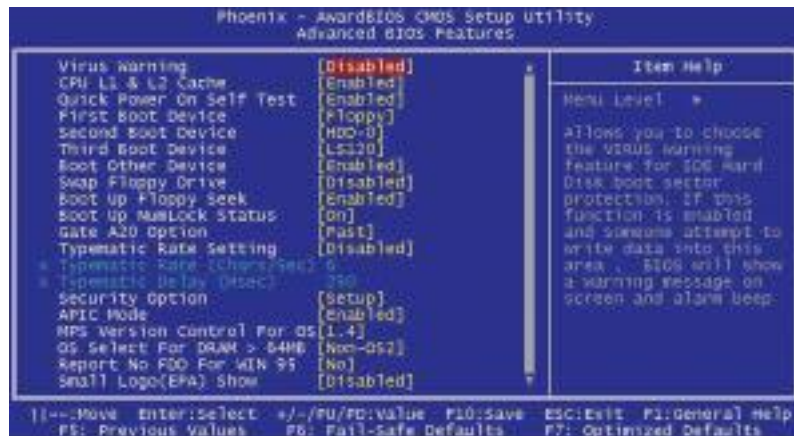 Phoenix - AwardBIOS CMOS Setup Utility
Advanced BIOS Features
Virus Warning [Disabled]
CPU L1 & L2 Cache [Enabled]
Quick Power On Self Test [Enabled]
First Boot Device [Floppy]
Second Boot Device [HDD-0]
Third Boot Device [LS120]
Boot Other Device [Enabled]
Swap Floppy Drive [Disabled]
Boot Up Floppy Seek [Enabled]
Boot Up NumLock Status [On]
Gate A20 Option [Fast]
Typematic Rate Setting [Disabled]
x Typematic Rate (Chars/Sec) 6
x Typematic Delay (Msec) 250
Security Option [Setup]
APIC Mode [Enabled]
MPS Version Control For OS[1.4]
OS Select For DRAM > 64MB [Non-OS2]
Report No FDD For WIN 95 [No]
Small Logo(EPA) Show [Disabled]
Item Help
Menu Level
Allows you to choose
the VIRUS warning
feature for IDE Hard
Disk boot sector
protection. If this
function is enabled
and someone attempt to
write data into this
area , BIOS will show
a warning message on
screen and alarm beep
:Move Enter:Select +/-/PU/PD:Value F10:Save ESC:Exit F1:General Help
F5: Previous Values F6: Fail-Safe Defaults F7: Optimized Defaults